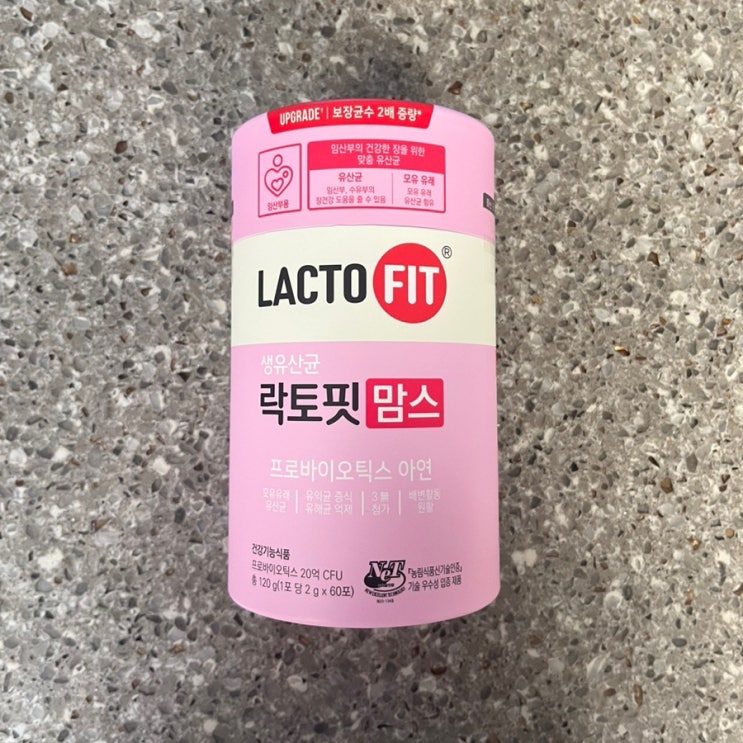 UPGRADE! | 보장균수 2배 증량*
임산부의 건강한 장을 위한
맞춤 유산균
임산부용
유산균
임산부, 수유부의
장건강 도움을 줄 수 있음
모유 유래
모유 유래
유산균 함유
LACTO FIT®
생유산균
락토핏 맘스
프로바이오틱스 아연
모유유래
유산균
유익균 증식
유해균 억제
3無
첨가
배변활동
원활
건강기능식품
프로바이오틱스 20억 CFU
총 120 g(1포 당 2 g x 60포)
NET
NEW EXCELLENT TECHNOLOGY
『농림식품신기술인증』
기술 우수성 입증 제품